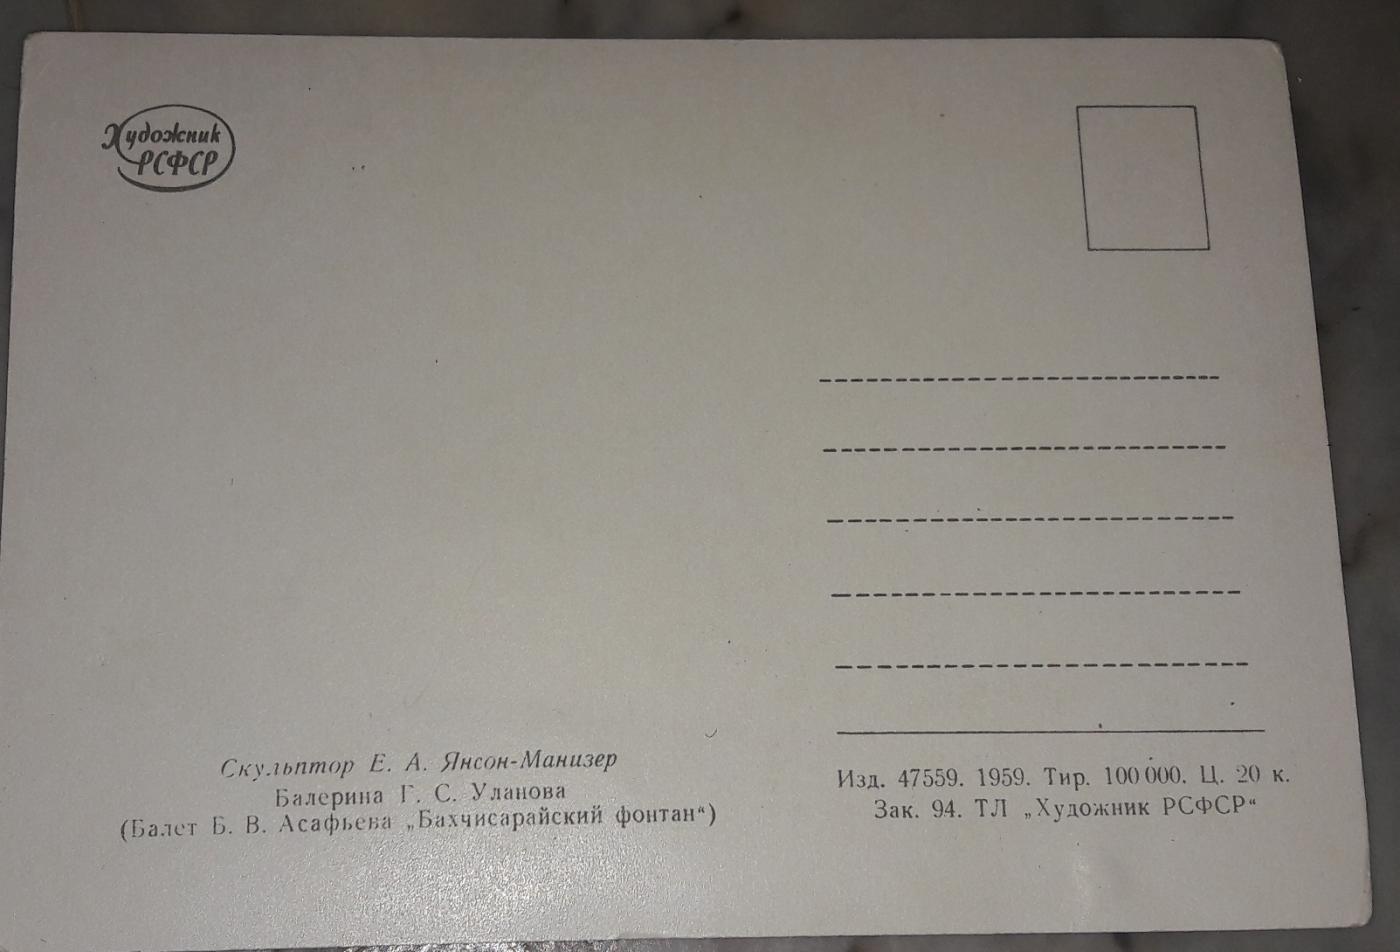 Художник
РСФСР
Скульптор Е. А. Янсон-Манизер
Балерина Г. С. Уланова
(Балет Б. В. Асафьева „Бахчисарайский фонтан“)
Изд. 47559. 1959. Тир. 100 000. Ц. 20 к.
Зак. 94. ТЛ „Художник РСФСР“